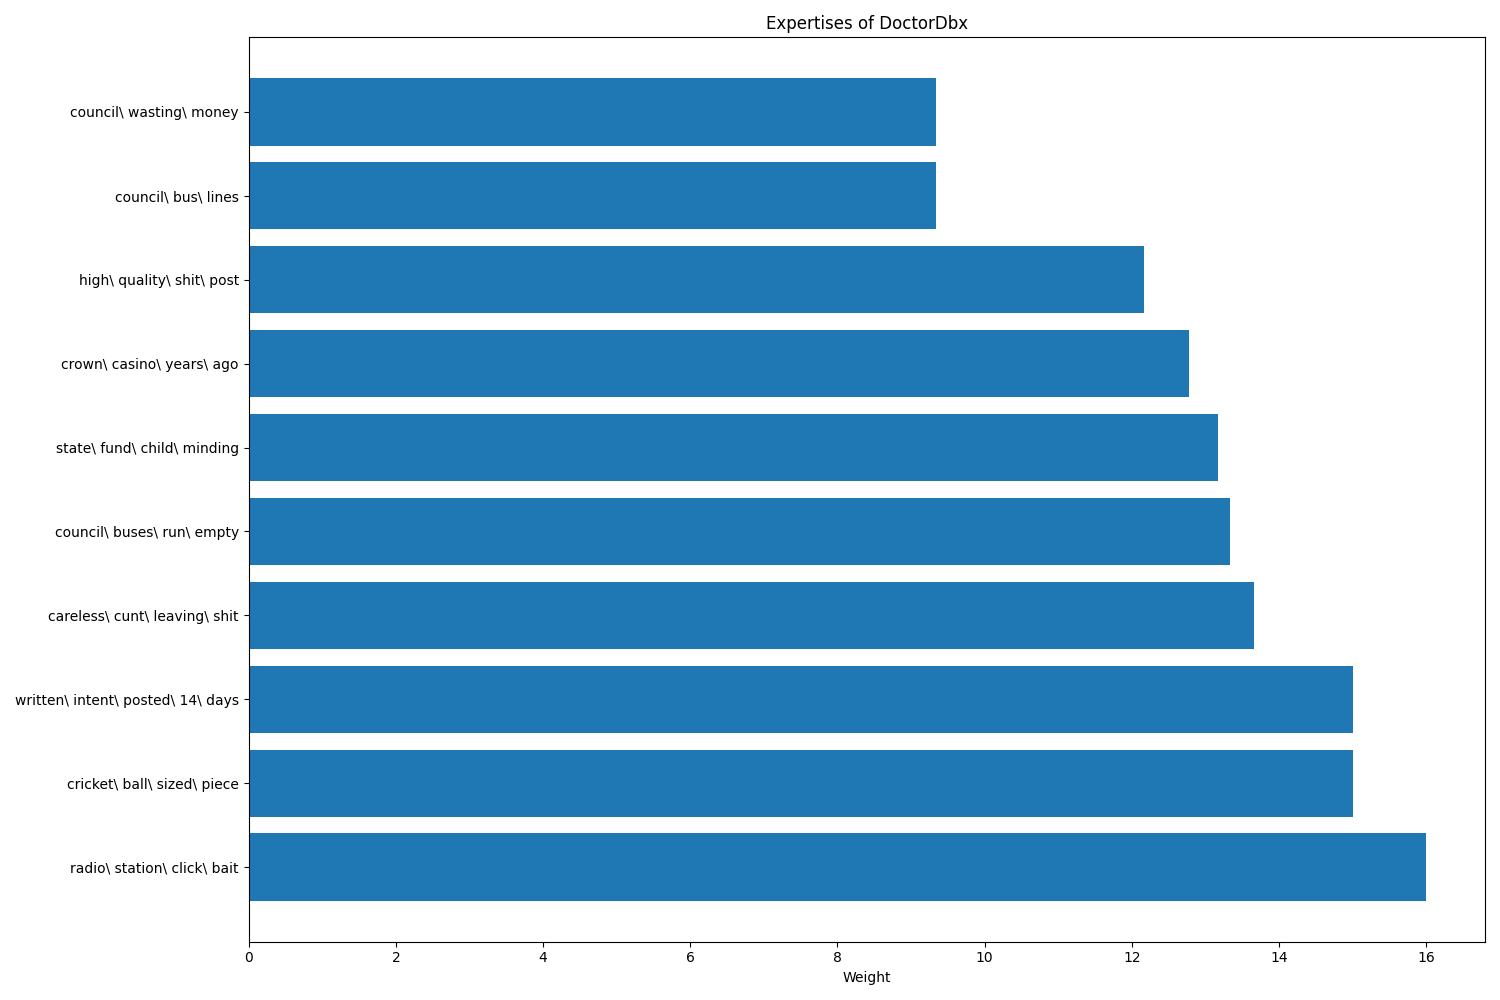 Expertises of DoctorDbx
council\ wasting\ money
council\ bus\ lines
high\ quality\ shit\ post
crown\ casino\ years\ ago
state\ fund\ child\ minding
council\ buses\ run\ empty
careless\ cunt\ leaving\ shit
written\ intent\ posted\ 14\ days
cricket\ ball\ sized\ piece
radio\ station\ click\ bait
0 2 4 6 8 10 12 14 16
Weight